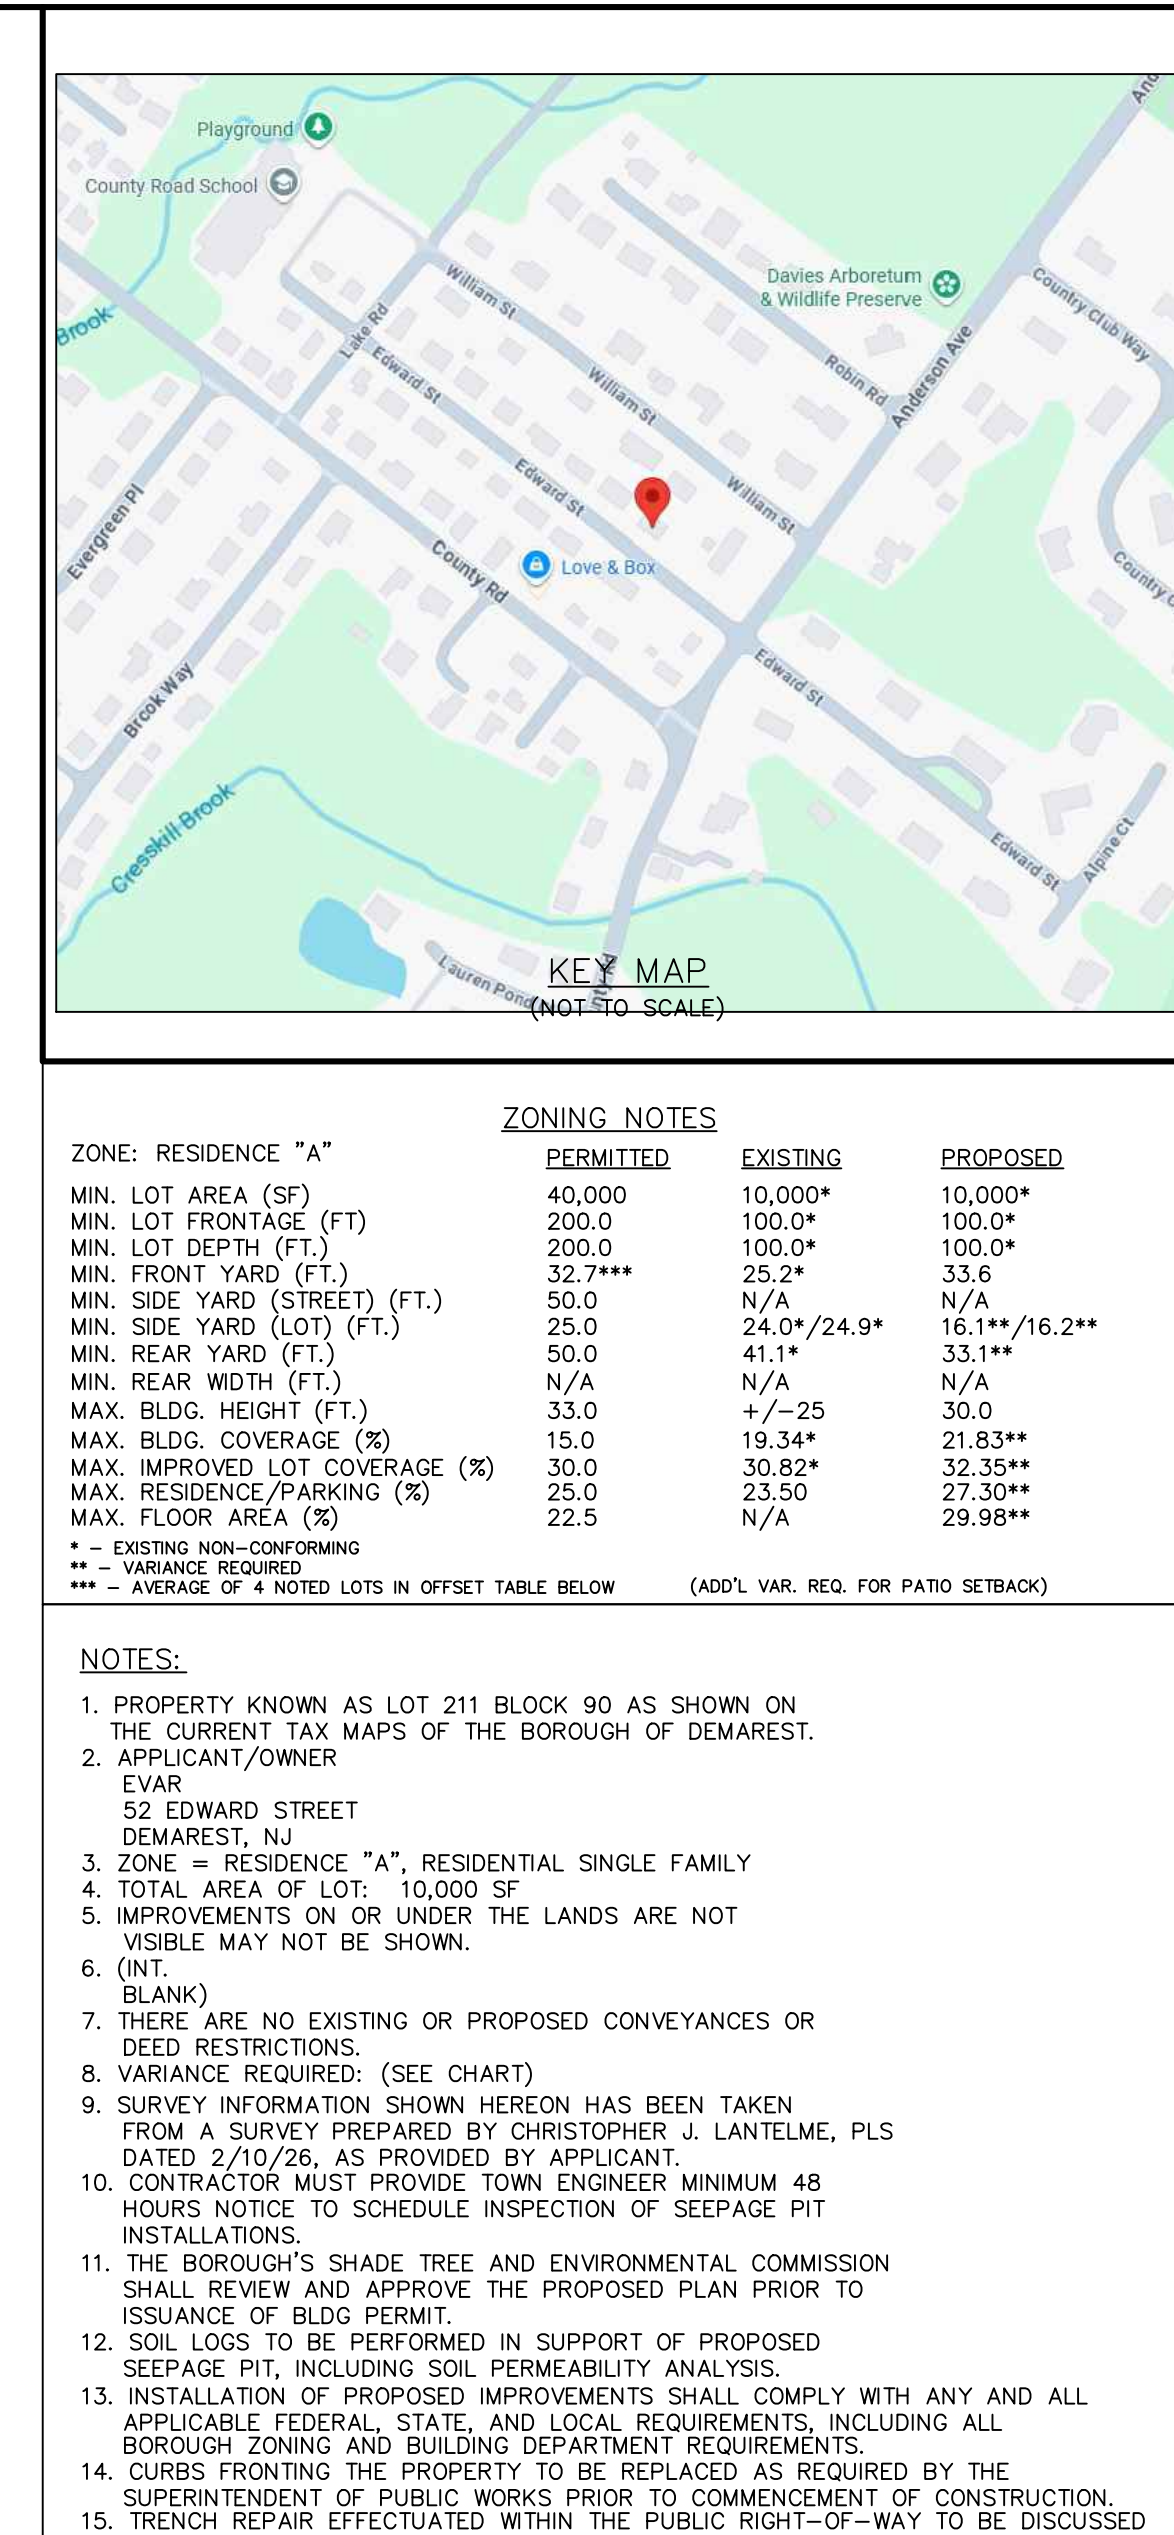 And
Playground
County Road School
William St
Davies Arboretum
& Wildlife Preserve
Country Club Way
Brook
Lake Rd
Edward St
William St
Robin Rd
Anderson Ave
Edward St
William St
Evergreen Pl
County Rd
Love & Box
Country C
Brook Way
Edward St
Cresskill Brook
Edward St
Alpine Ct
Lauren Pond
nty Rd
KEY MAP
(NOT TO SCALE)
ZONING NOTES
ZONE: RESIDENCE "A" PERMITTED EXISTING PROPOSED
MIN. LOT AREA (SF) 40,000 10,000* 10,000*
MIN. LOT FRONTAGE (FT) 200.0 100.0* 100.0*
MIN. LOT DEPTH (FT.) 200.0 100.0* 100.0*
MIN. FRONT YARD (FT.) 32.7*** 25.2* 33.6
MIN. SIDE YARD (STREET) (FT.) 50.0 N/A N/A
MIN. SIDE YARD (LOT) (FT.) 25.0 24.0*/24.9* 16.1**/16.2**
MIN. REAR YARD (FT.) 50.0 41.1* 33.1**
MIN. REAR WIDTH (FT.) N/A N/A N/A
MAX. BLDG. HEIGHT (FT.) 33.0 +/-25 30.0
MAX. BLDG. COVERAGE (%) 15.0 19.34* 21.83**
MAX. IMPROVED LOT COVERAGE (%) 30.0 30.82* 32.35**
MAX. RESIDENCE/PARKING (%) 25.0 23.50 27.30**
MAX. FLOOR AREA (%) 22.5 N/A 29.98**
* - EXISTING NON-CONFORMING
** - VARIANCE REQUIRED
*** - AVERAGE OF 4 NOTED LOTS IN OFFSET TABLE BELOW (ADD'L VAR. REQ. FOR PATIO SETBACK)
NOTES:
1. PROPERTY KNOWN AS LOT 211 BLOCK 90 AS SHOWN ON
THE CURRENT TAX MAPS OF THE BOROUGH OF DEMAREST.
2. APPLICANT/OWNER
EVAR
52 EDWARD STREET
DEMAREST, NJ
3. ZONE = RESIDENCE "A", RESIDENTIAL SINGLE FAMILY
4. TOTAL AREA OF LOT: 10,000 SF
5. IMPROVEMENTS ON OR UNDER THE LANDS ARE NOT
VISIBLE MAY NOT BE SHOWN.
6. (INT.
BLANK)
7. THERE ARE NO EXISTING OR PROPOSED CONVEYANCES OR
DEED RESTRICTIONS.
8. VARIANCE REQUIRED: (SEE CHART)
9. SURVEY INFORMATION SHOWN HEREON HAS BEEN TAKEN
FROM A SURVEY PREPARED BY CHRISTOPHER J. LANTELME, PLS
DATED 2/10/26, AS PROVIDED BY APPLICANT.
10. CONTRACTOR MUST PROVIDE TOWN ENGINEER MINIMUM 48
HOURS NOTICE TO SCHEDULE INSPECTION OF SEEPAGE PIT
INSTALLATIONS.
11. THE BOROUGH'S SHADE TREE AND ENVIRONMENTAL COMMISSION
SHALL REVIEW AND APPROVE THE PROPOSED PLAN PRIOR TO
ISSUANCE OF BLDG PERMIT.
12. SOIL LOGS TO BE PERFORMED IN SUPPORT OF PROPOSED
SEEPAGE PIT, INCLUDING SOIL PERMEABILITY ANALYSIS.
13. INSTALLATION OF PROPOSED IMPROVEMENTS SHALL COMPLY WITH ANY AND ALL
APPLICABLE FEDERAL, STATE, AND LOCAL REQUIREMENTS, INCLUDING ALL
BOROUGH ZONING AND BUILDING DEPARTMENT REQUIREMENTS.
14. CURBS FRONTING THE PROPERTY TO BE REPLACED AS REQUIRED BY THE
SUPERINTENDENT OF PUBLIC WORKS PRIOR TO COMMENCEMENT OF CONSTRUCTION.
15. TRENCH REPAIR EFFECTUATED WITHIN THE PUBLIC RIGHT-OF-WAY TO BE DISCUSSED